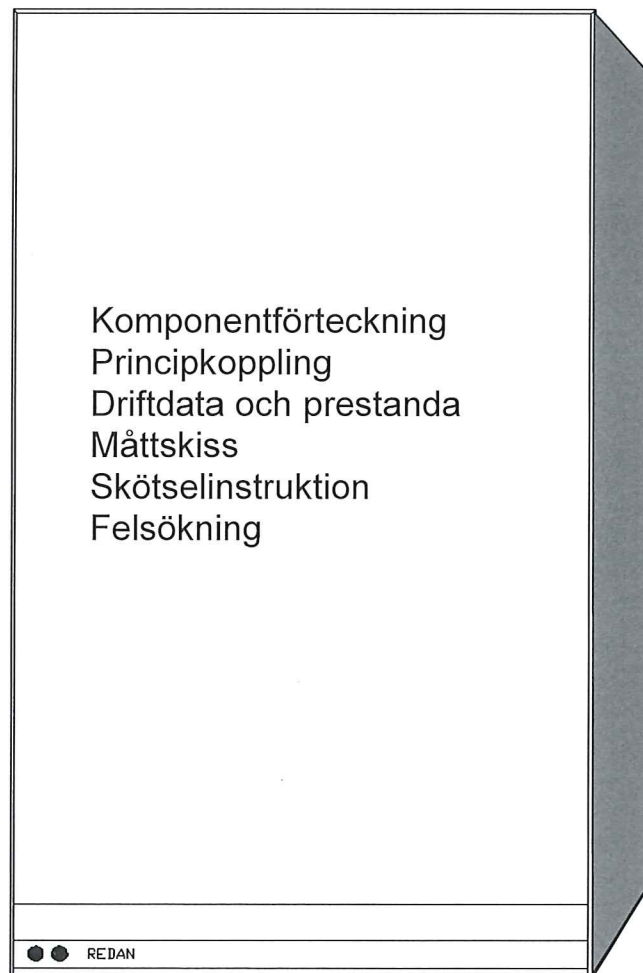 Komponentförteckning
Principkoppling
Driftdata och prestanda
Måttskiss
Skötselinstruktion
Felsökning
REDAN